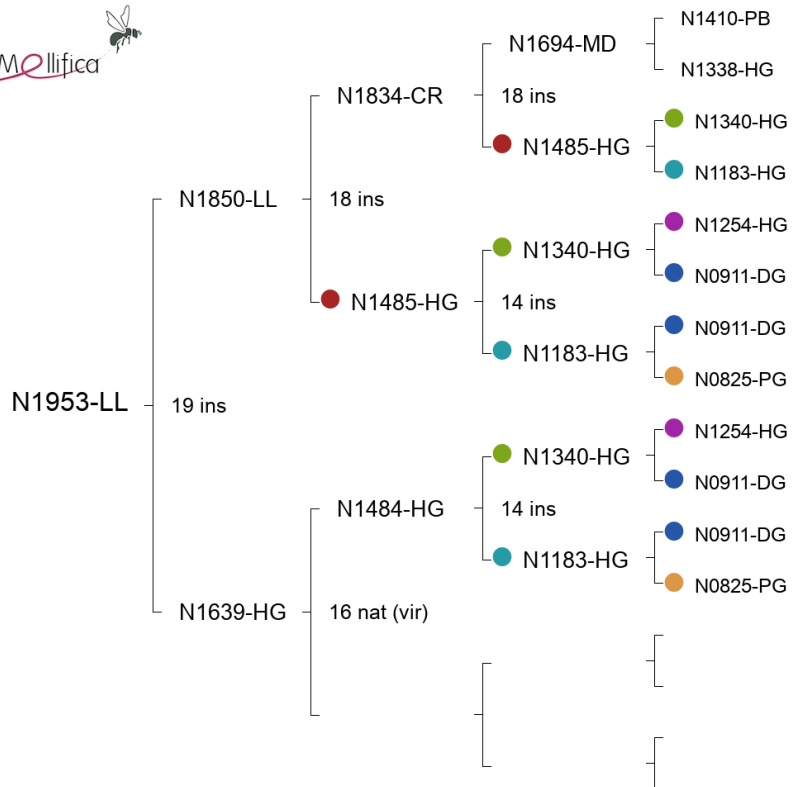 Mellifica
N1410-PB
N1694-MD
N1338-HG
N1834-CR
18 ins
N1340-HG
N1485-HG
N1183-HG
N1850-LL
18 ins
N1254-HG
N1340-HG
N0911-DG
N1485-HG
14 ins
N0911-DG
N1183-HG
N0825-PG
N1953-LL
19 ins
N1254-HG
N1340-HG
N0911-DG
N1484-HG
14 ins
N0911-DG
N1183-HG
N0825-PG
N1639-HG
16 nat (vir)